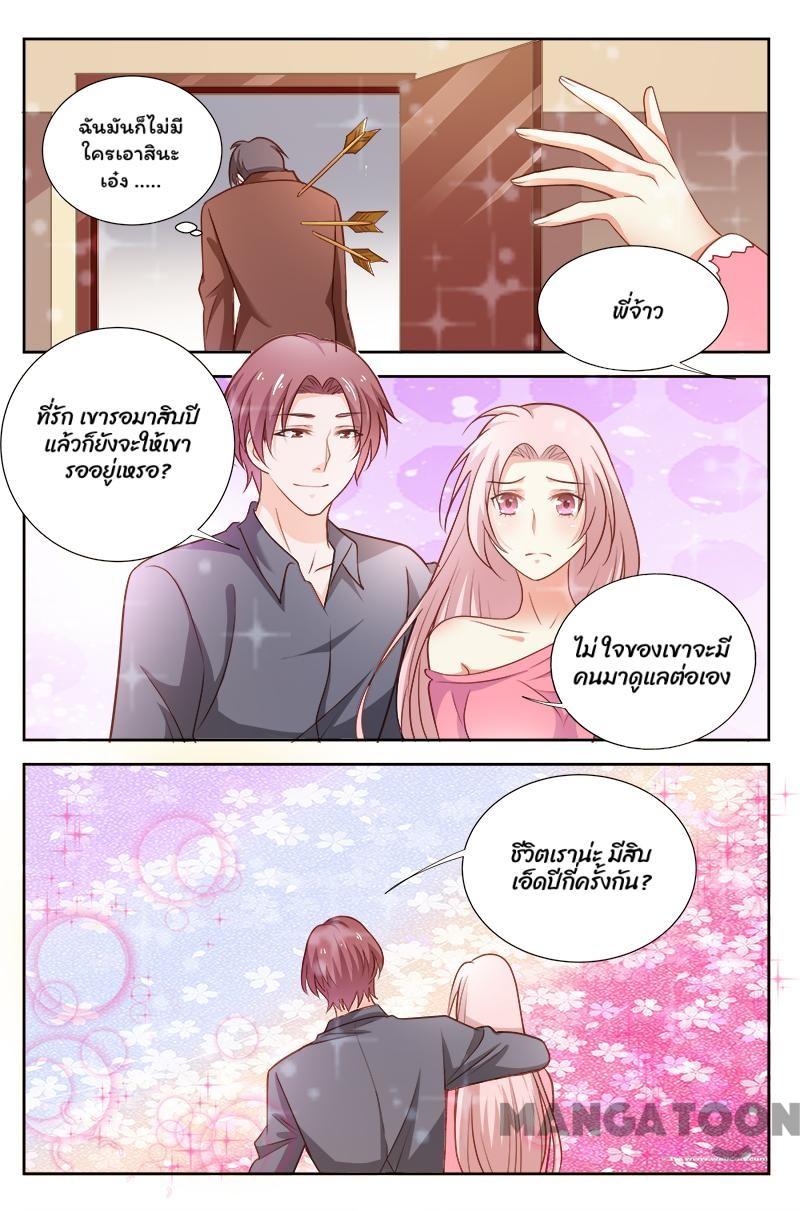 ฉันมันก็ไม่มี
ใครเอาสินะ
เอ๋ง .....
พี่จ้าว
ที่รัก เขารอมาสิบปี
แล้วก็ยังจะให้เขา
รออยู่เหรอ?
ไม่ ใจของเขาจะมี
คนมาดูแลต่อเอง
ชีวิตเราน่ะ มีสิบ
เอ็ดปีกี่ครั้งกัน?
MANGATOON